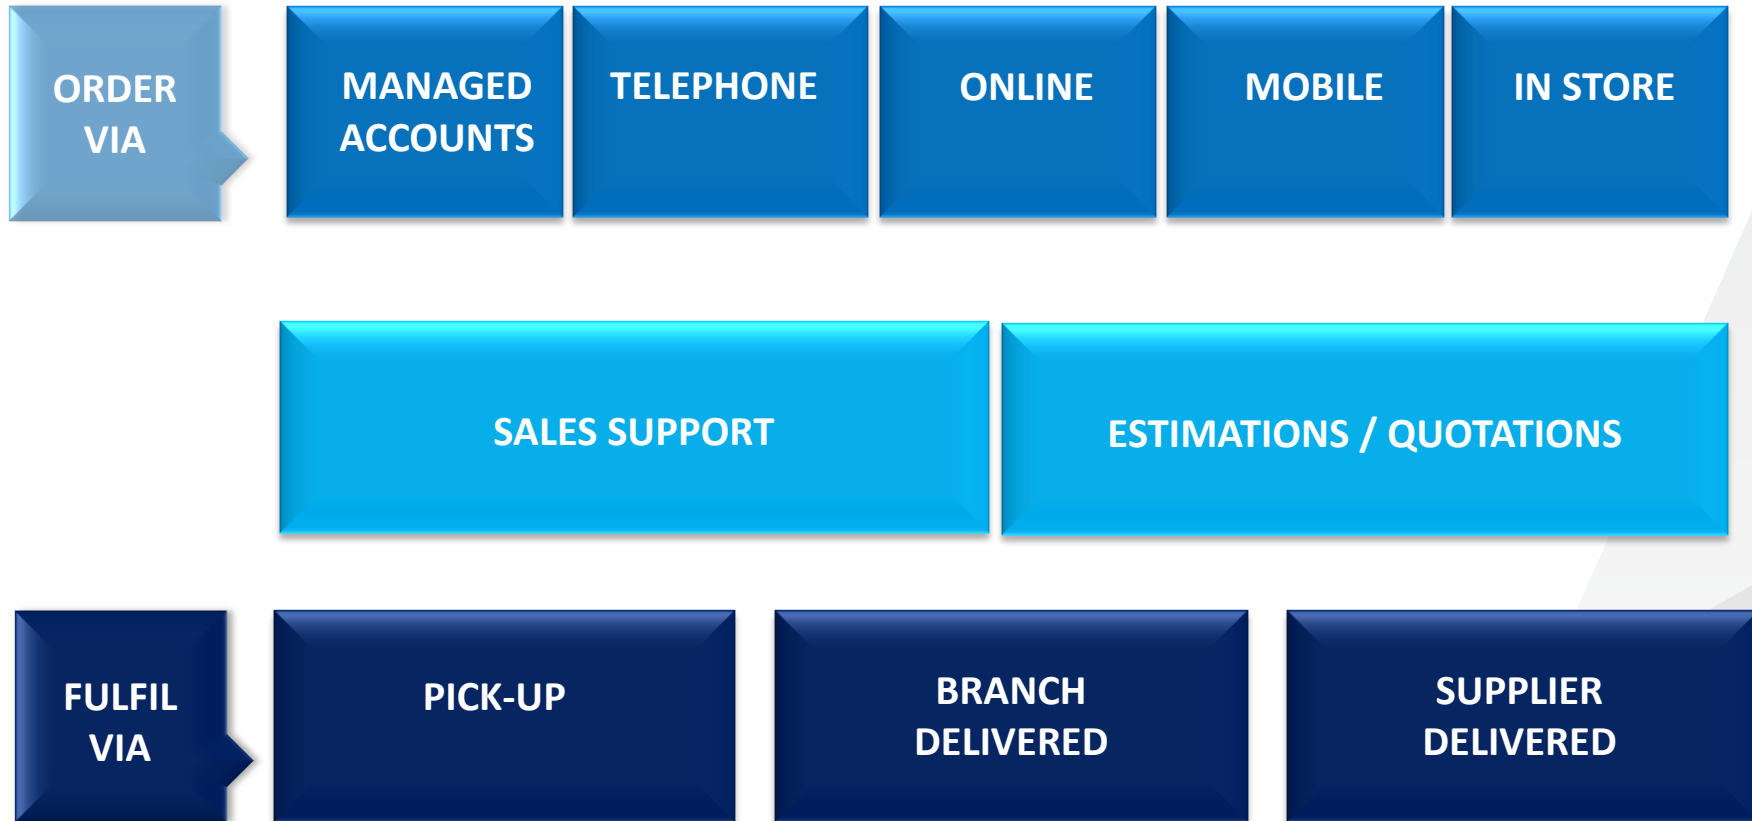 ORDER
VIA
MANAGED
ACCOUNTS
TELEPHONE
ONLINE
MOBILE
IN STORE
SALES SUPPORT
ESTIMATIONS / QUOTATIONS
FULFIL
VIA
PICK-UP
BRANCH
DELIVERED
SUPPLIER
DELIVERED